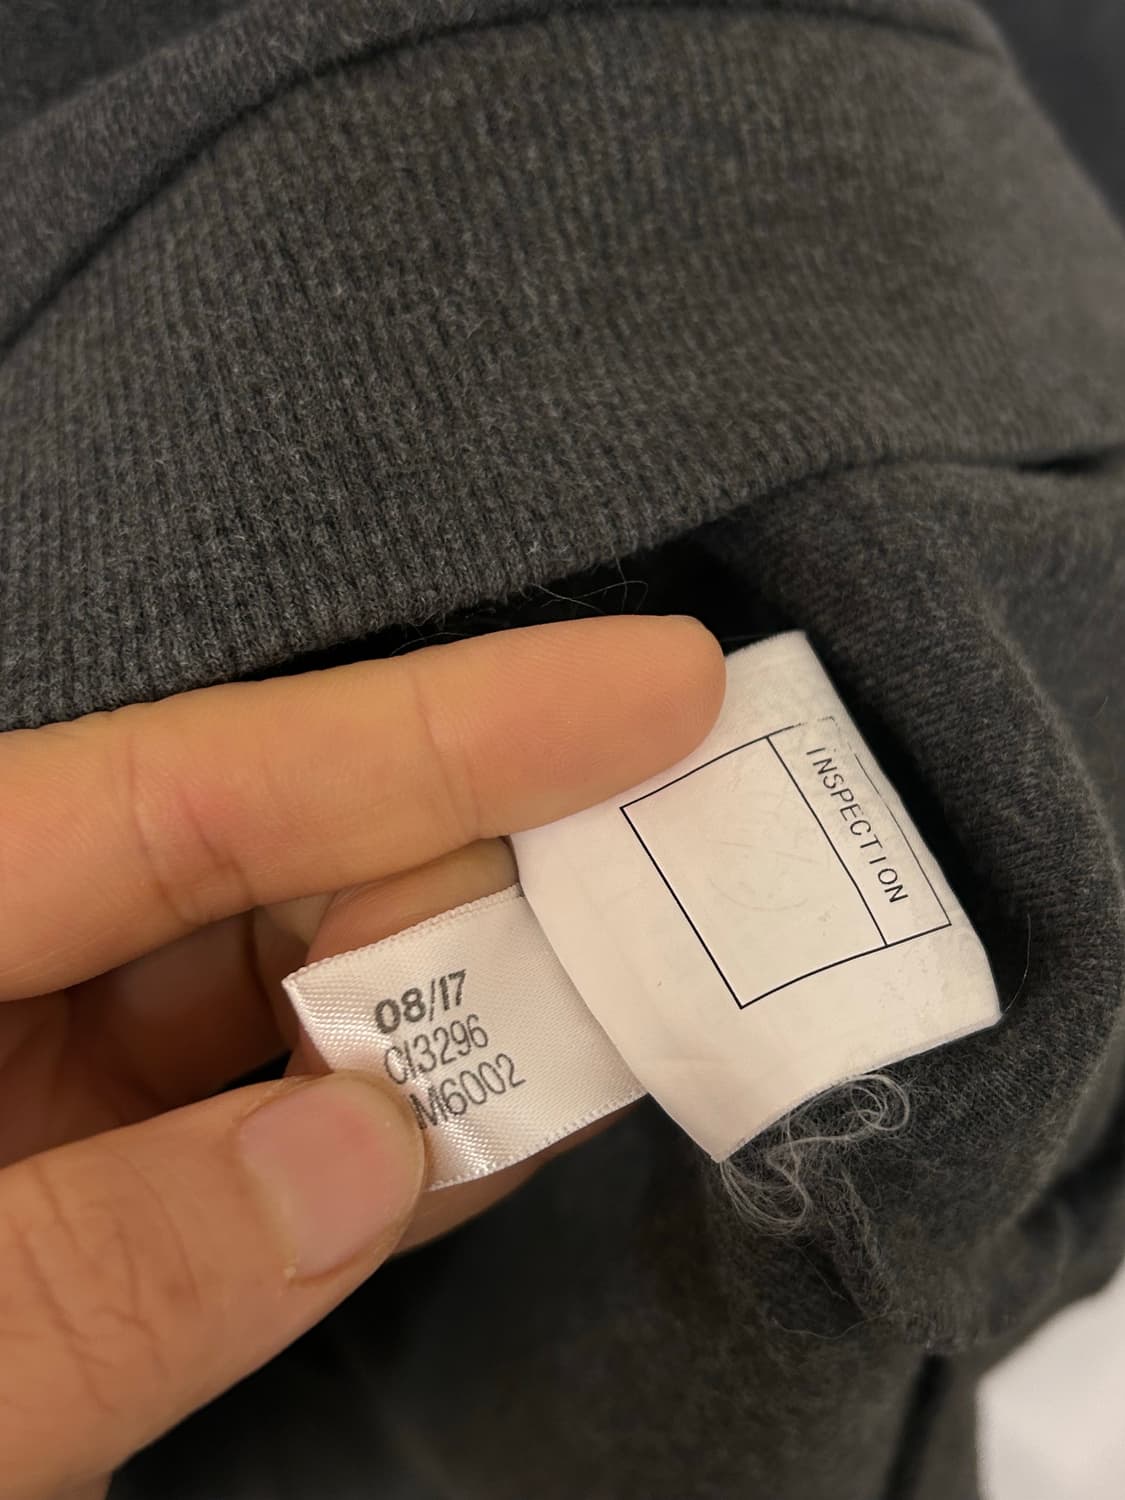 08/17
CI3296
M6002
INSPECTION